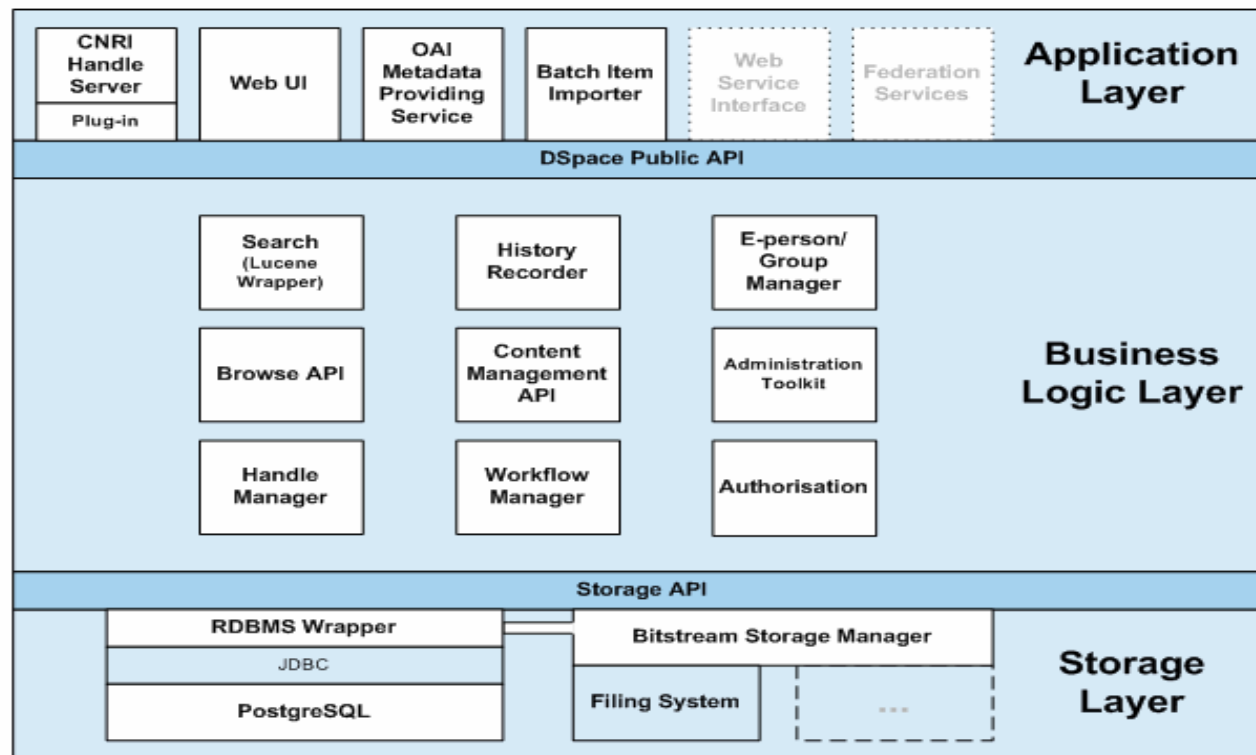 CNRI
Handle
Server
Plug-in
Web UI
OAI
Metadata
Providing
Service
Batch Item
Importer
Web
Service
Interface
Federation
Services
Application
Layer
DSpace Public API
Search
(Lucene
Wrapper)
History
Recorder
E-person/
Group
Manager
Browse API
Content
Management
API
Administration
Toolkit
Business
Logic Layer
Handle
Manager
Workflow
Manager
Authorisation
Storage API
RDBMS Wrapper
JDBC
PostgreSQL
Bitstream Storage Manager
Filing System
...
Storage
Layer